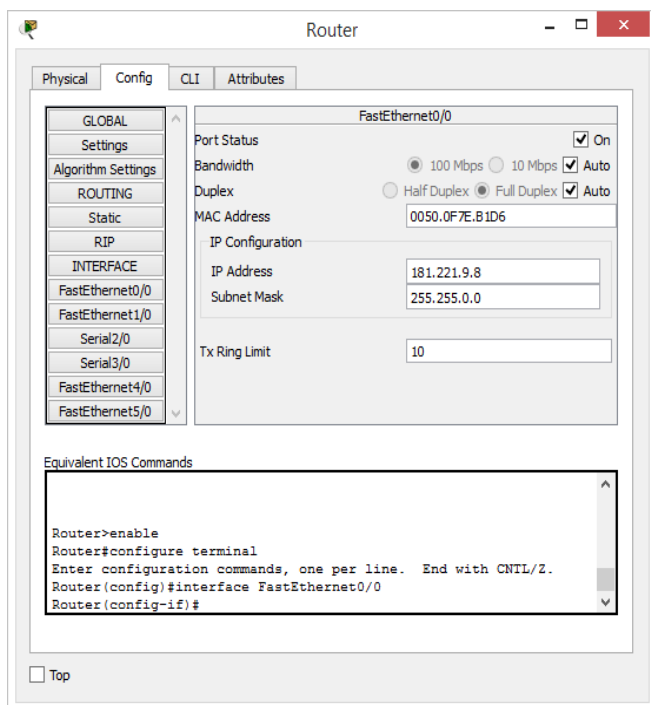 Router
Physical Config CLI Attributes
GLOBAL
Settings
Algorithm Settings
ROUTING
Static
RIP
INTERFACE
FastEthernet0/0
FastEthernet1/0
Serial2/0
Serial3/0
FastEthernet4/0
FastEthernet5/0
FastEthernet0/0
Port Status On
Bandwidth 100 Mbps 10 Mbps Auto
Duplex Half Duplex Full Duplex Auto
MAC Address 0050.0F7E.B1D6
IP Configuration
IP Address 181.221.9.8
Subnet Mask 255.255.0.0
Tx Ring Limit 10
Equivalent IOS Commands
Router>enable
Router#configure terminal
Enter configuration commands, one per line. End with CNTL/Z.
Router(config)#interface FastEthernet0/0
Router(config-if)#
Top